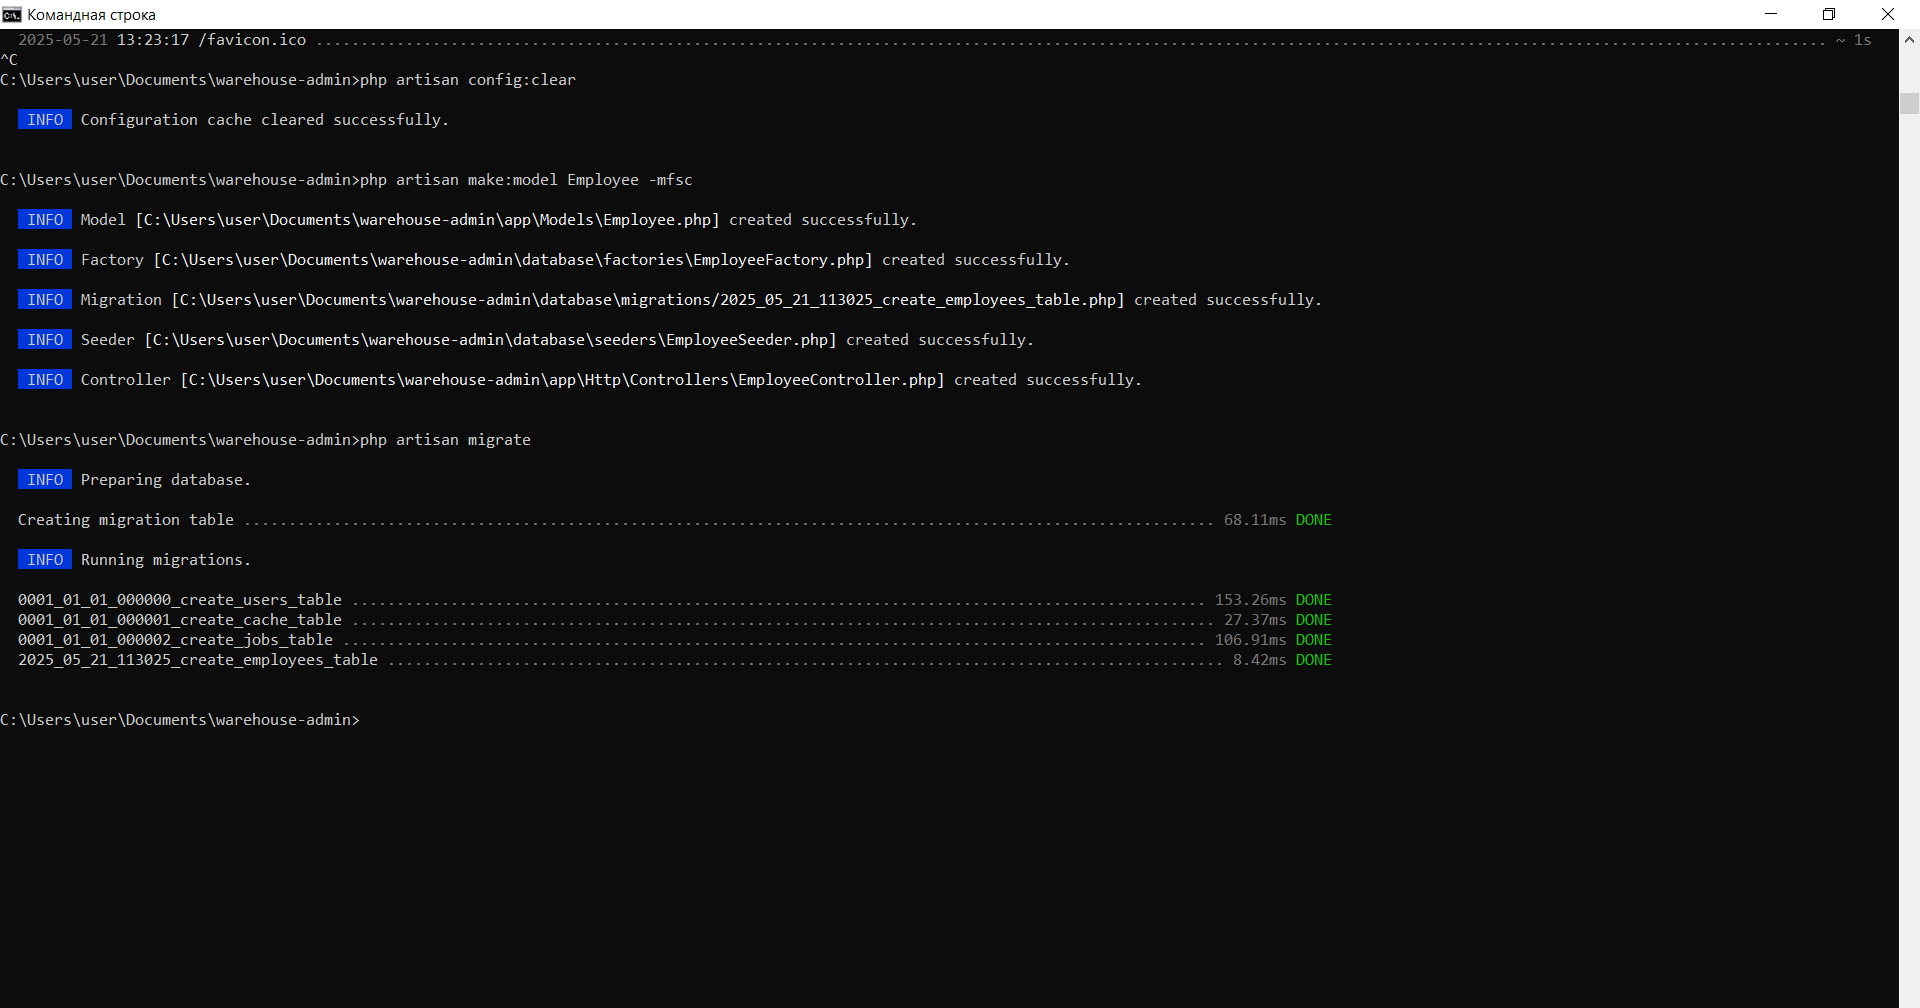 Командная строка
2025-05-21 13:23:17 /favicon.ico ........................................................................................................................................................................ ~ 1s
^C
C:\Users\user\Documents\warehouse-admin>php artisan config:clear
INFO Configuration cache cleared successfully.
C:\Users\user\Documents\warehouse-admin>php artisan make:model Employee -mfsc
INFO Model [C:\Users\user\Documents\warehouse-admin\app\Models\Employee.php] created successfully.
INFO Factory [C:\Users\user\Documents\warehouse-admin\database\factories\EmployeeFactory.php] created successfully.
INFO Migration [C:\Users\user\Documents\warehouse-admin\database\migrations/2025_05_21_113025_create_employees_table.php] created successfully.
INFO Seeder [C:\Users\user\Documents\warehouse-admin\database\seeders\EmployeeSeeder.php] created successfully.
INFO Controller [C:\Users\user\Documents\warehouse-admin\app\Http\Controllers\EmployeeController.php] created successfully.
C:\Users\user\Documents\warehouse-admin>php artisan migrate
INFO Preparing database.
Creating migration table ............................................................................................................ 68.11ms DONE
INFO Running migrations.
0001_01_01_000000_create_users_table ............................................................................................... 153.26ms DONE
0001_01_01_000001_create_cache_table ................................................................................................ 27.37ms DONE
0001_01_01_000002_create_jobs_table ................................................................................................ 106.91ms DONE
2025_05_21_113025_create_employees_table ............................................................................................. 8.42ms DONE
C:\Users\user\Documents\warehouse-admin>